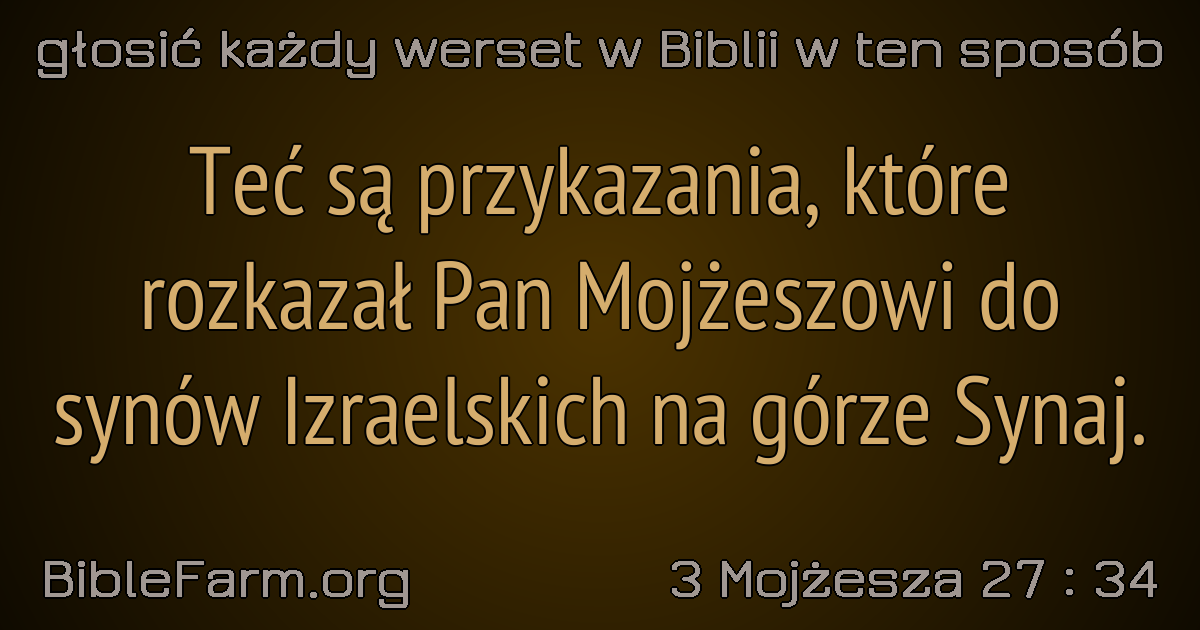 głosić każdy werset w Biblii w ten sposób
Teć są przykazania, które
rozkazał Pan Mojżeszowi do
synów Izraelskich na górze Synaj.
BibleFarm.org
3 Mojżesza 27 : 34